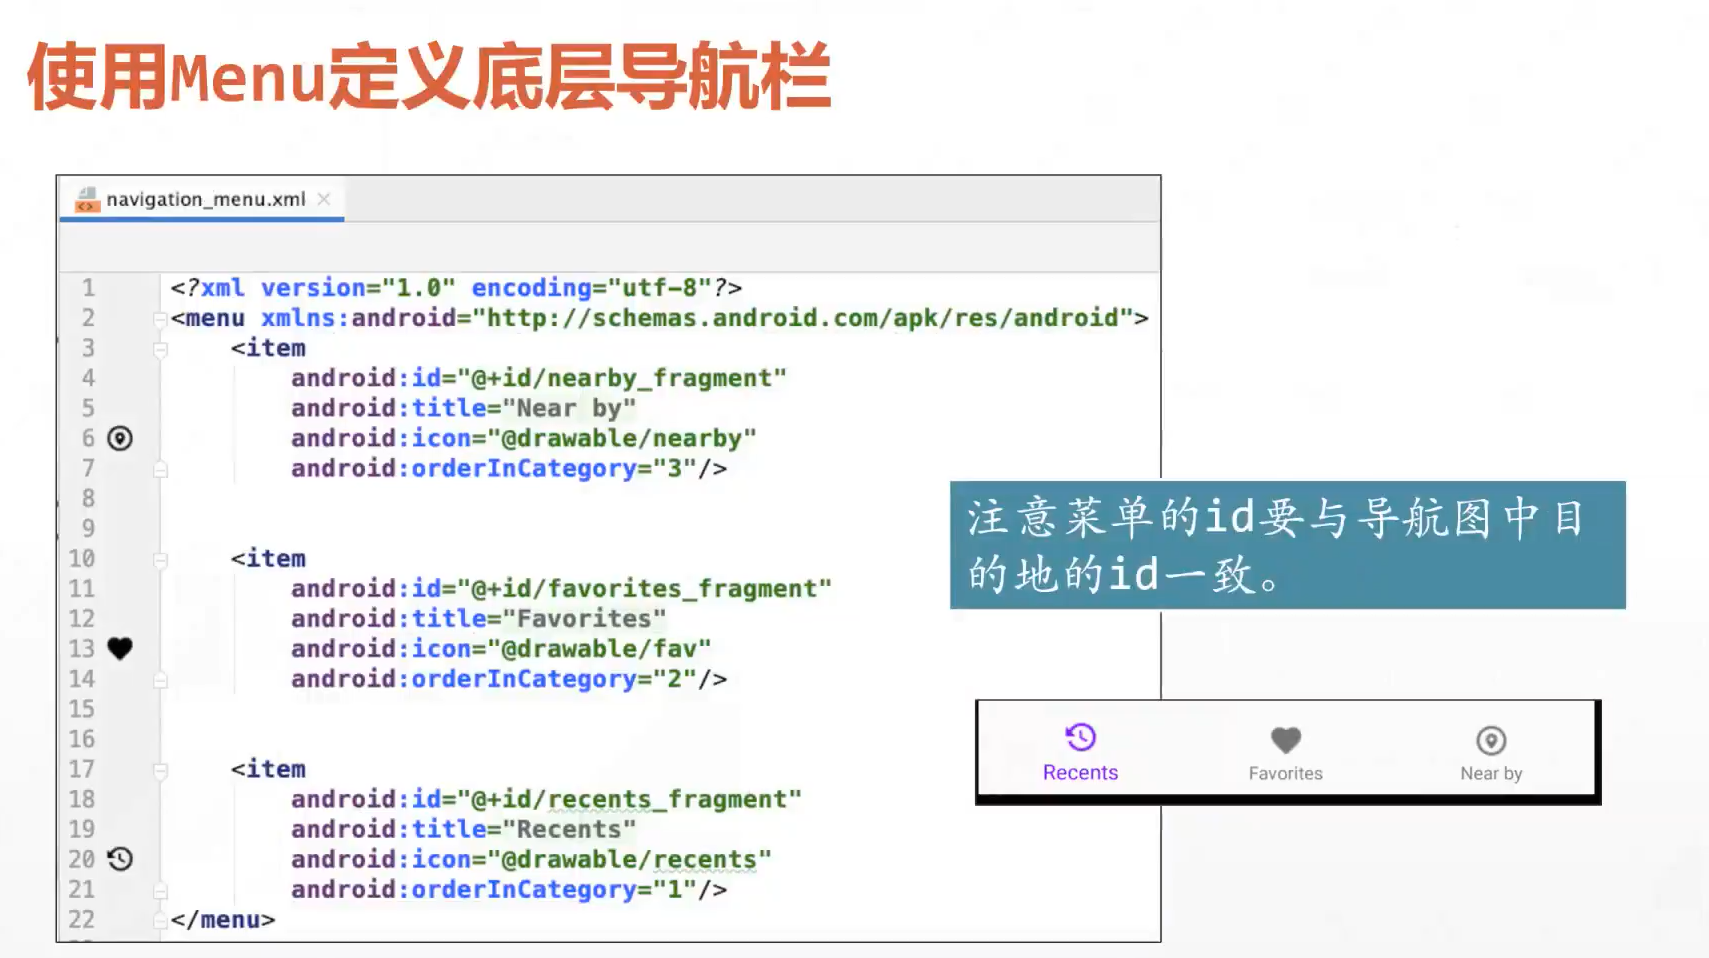 使用Menu定义底层导航栏
navigation_menu.xml
1 <?xml version="1.0" encoding="utf-8"?>
2 <menu xmlns:android="http://schemas.android.com/apk/res/android">
3 <item
4 android:id="@+id/nearby_fragment"
5 android:title="Near by"
6 android:icon="@drawable/nearby"
7 android:orderInCategory="3"/>
8
9
10 <item
11 android:id="@+id/favorites_fragment"
12 android:title="Favorites"
13 android:icon="@drawable/fav"
14 android:orderInCategory="2"/>
15
16
17 <item
18 android:id="@+id/recents_fragment"
19 android:title="Recents"
20 android:icon="@drawable/recents"
21 android:orderInCategory="1"/>
22 </menu>
注意菜单的id要与导航图中目
的地的id一致。
Recents Favorites Near by